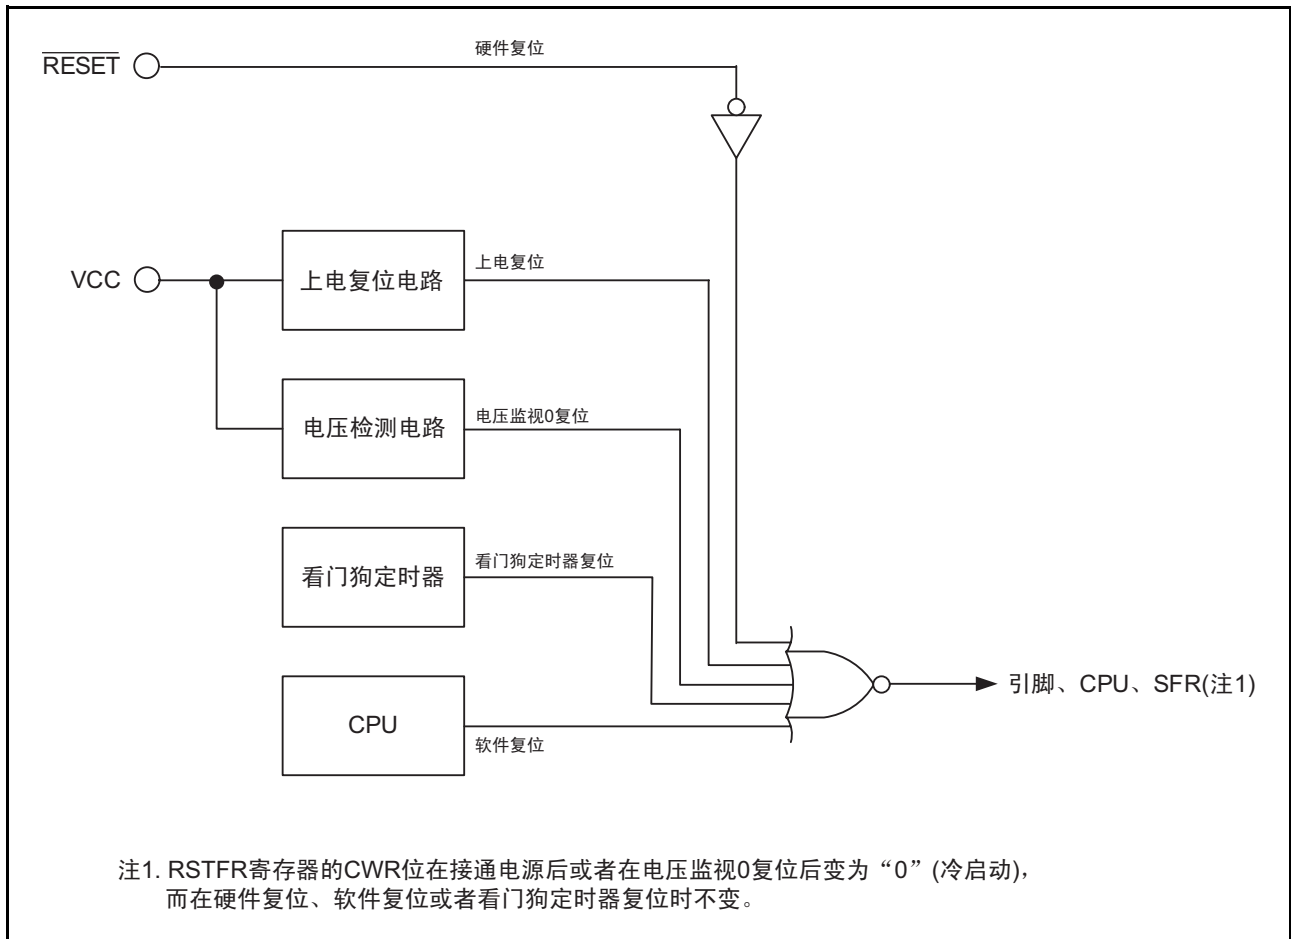 硬件复位
RESET
上电复位
VCC
上电复位电路
电压监视0复位
电压检测电路
看门狗定时器复位
看门狗定时器
引脚、CPU、SFR(注1)
CPU
软件复位
注1. RSTFR寄存器的CWR位在接通电源后或者在电压监视0复位后变为“0”(冷启动),
而在硬件复位、软件复位或者看门狗定时器复位时不变。